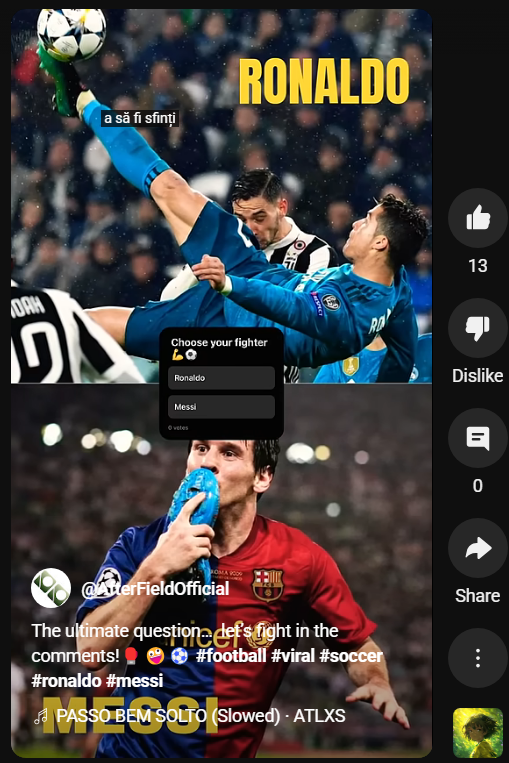 RONALDO
a să fi sfinți
Choose your fighter
💪⚽
Ronaldo
Messi
0 votes
13
Dislike
0
Share
@AfterFieldOfficial
The ultimate question... let's fight in the
comments!🥊 🤪 ⚽ #football #viral #soccer
#ronaldo #messi
MESSI
PASSO BEM SOLTO (Slowed) · ATLXS
unicef